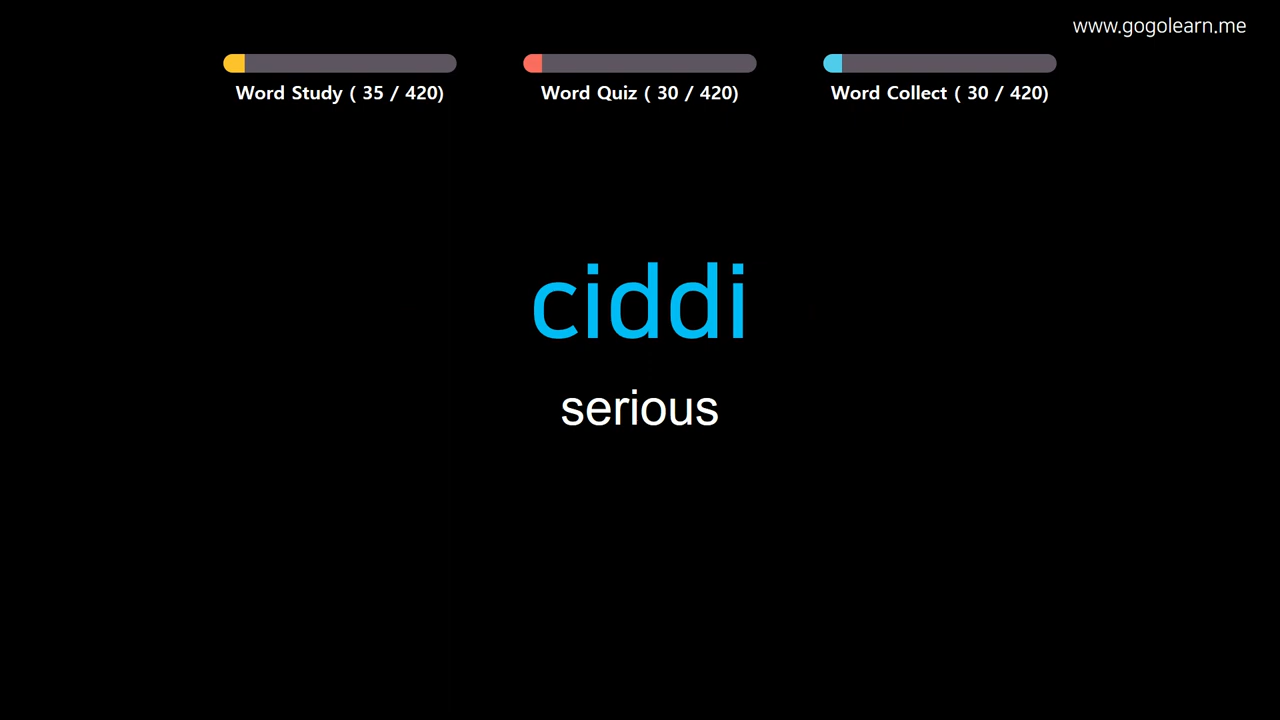 www.gogolearn.me
Word Study ( 35 / 420)
Word Quiz ( 30 / 420)
Word Collect ( 30 / 420)
ciddi
serious